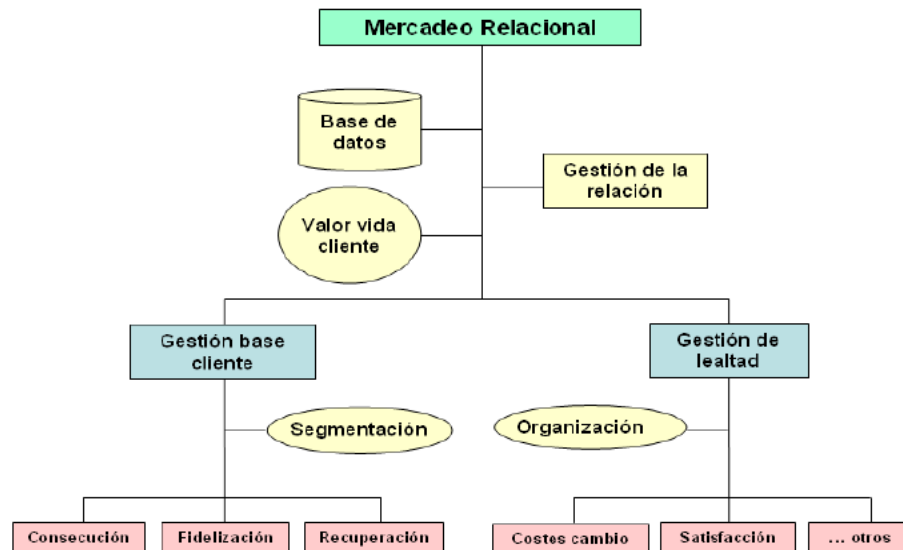 Mercadeo Relacional
Base de
datos
Gestión de la
relación
Valor vida
cliente
Gestión base
cliente
Gestión de
lealtad
Segmentación
Organización
Consecución
Fidelización
Recuperación
Costes cambio
Satisfacción
... otros